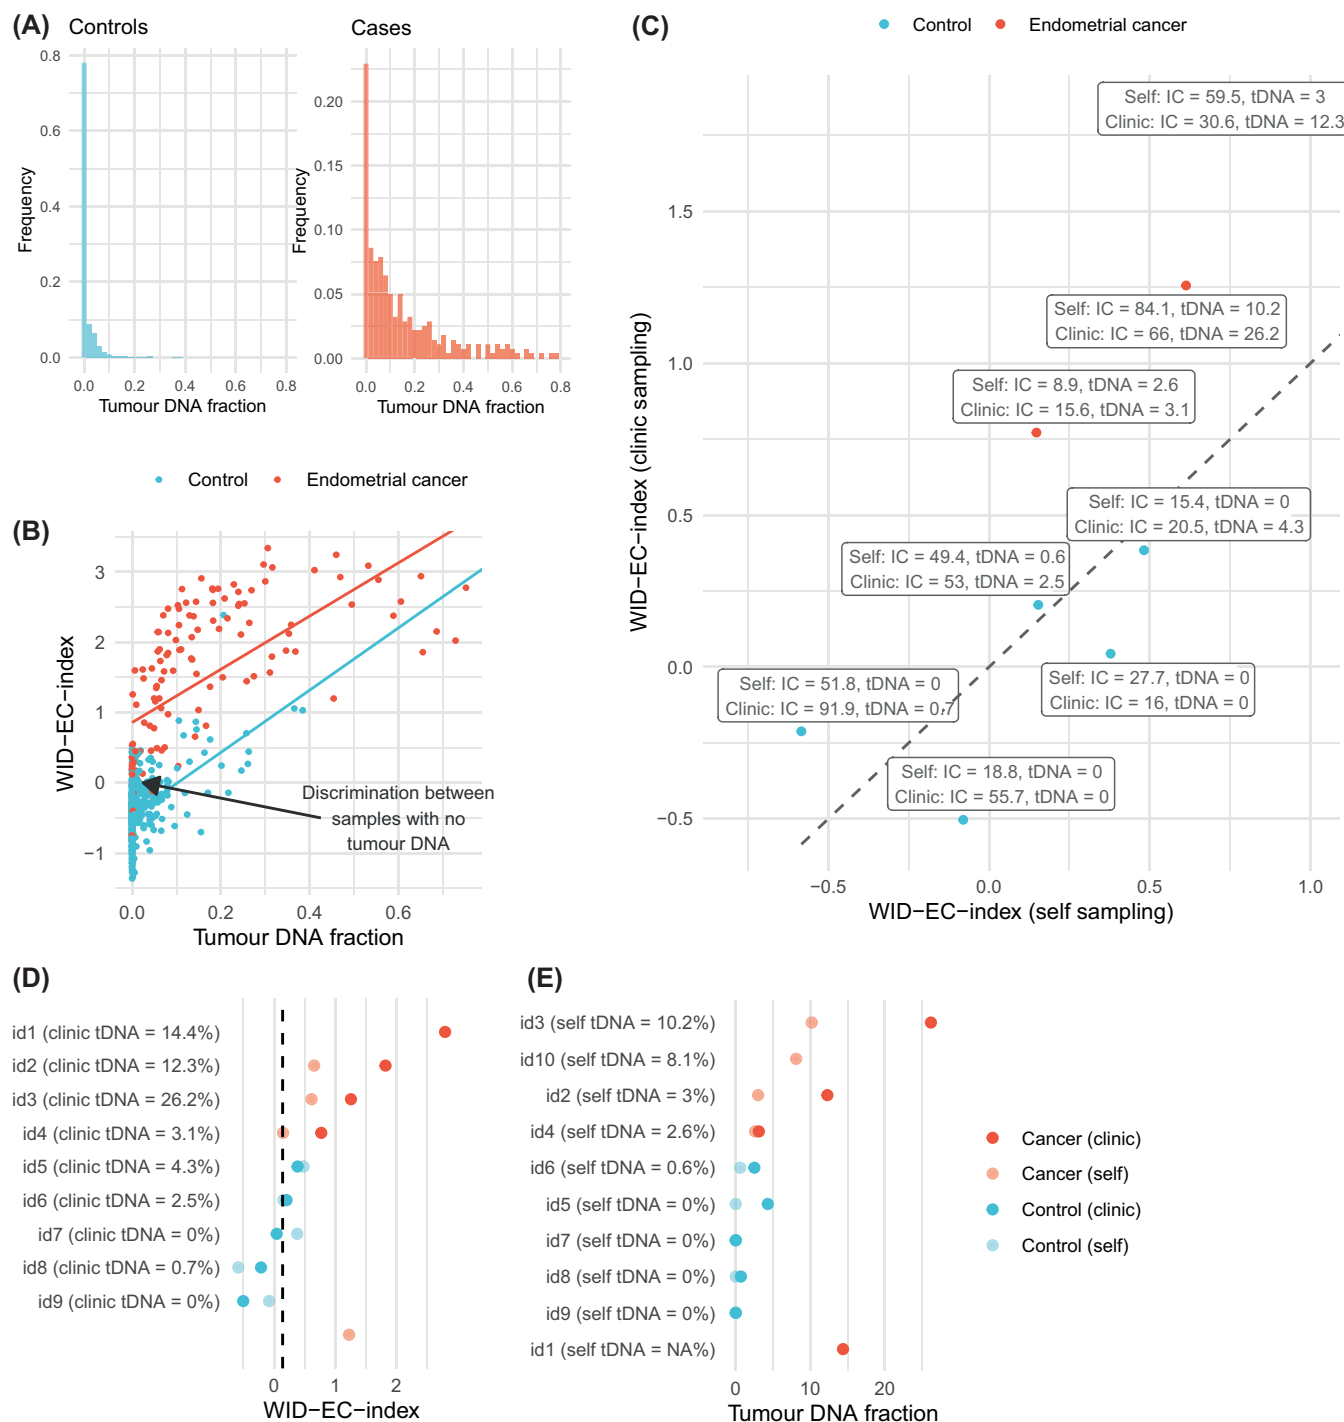 (A)
Controls
Cases
0.8
0.6
0.4
0.2
0.0
Frequency
0.0 0.2 0.4 0.6 0.8
Tumour DNA fraction
0.20
0.15
0.10
0.05
0.00
Frequency
0.0 0.2 0.4 0.6 0.8
Tumour DNA fraction
Control
Endometrial cancer
(B)
3
2
1
0
−1
WID−EC−index
Discrimination between
samples with no
tumour DNA
0.0 0.2 0.4 0.6
Tumour DNA fraction
(C)
Control
Endometrial cancer
Self: IC = 59.5, tDNA = 3
Clinic: IC = 30.6, tDNA = 12.3
Self: IC = 84.1, tDNA = 10.2
Clinic: IC = 66, tDNA = 26.2
Self: IC = 8.9, tDNA = 2.6
Clinic: IC = 15.6, tDNA = 3.1
Self: IC = 15.4, tDNA = 0
Clinic: IC = 20.5, tDNA = 4.3
Self: IC = 49.4, tDNA = 0.6
Clinic: IC = 53, tDNA = 2.5
Self: IC = 27.7, tDNA = 0
Clinic: IC = 16, tDNA = 0
Self: IC = 51.8, tDNA = 0
Clinic: IC = 91.9, tDNA = 0.7
Self: IC = 18.8, tDNA = 0
Clinic: IC = 55.7, tDNA = 0
1.5
1.0
0.5
0.0
−0.5
WID−EC−index (clinic sampling)
−0.5 0.0 0.5 1.0
WID−EC−index (self sampling)
(D)
id1 (clinic tDNA = 14.4%)
id2 (clinic tDNA = 12.3%)
id3 (clinic tDNA = 26.2%)
id4 (clinic tDNA = 3.1%)
id5 (clinic tDNA = 4.3%)
id6 (clinic tDNA = 2.5%)
id7 (clinic tDNA = 0%)
id8 (clinic tDNA = 0.7%)
id9 (clinic tDNA = 0%)
0 1 2
WID−EC−index
(E)
id3 (self tDNA = 10.2%)
id10 (self tDNA = 8.1%)
id2 (self tDNA = 3%)
id4 (self tDNA = 2.6%)
id6 (self tDNA = 0.6%)
id5 (self tDNA = 0%)
id7 (self tDNA = 0%)
id8 (self tDNA = 0%)
id9 (self tDNA = 0%)
id1 (self tDNA = NA%)
0 10 20
Tumour DNA fraction
Cancer (clinic)
Cancer (self)
Control (clinic)
Control (self)